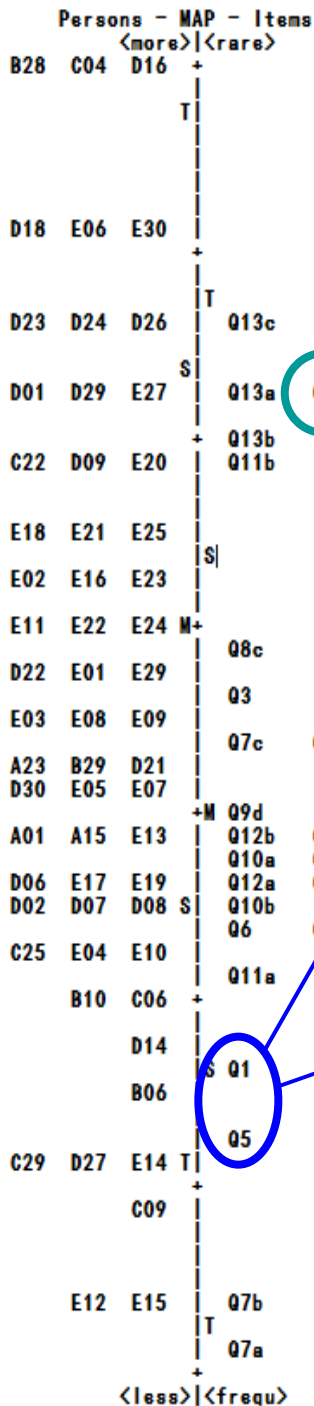 Persons - MAP - Items
<more>|<rare>
B28 C04 D16 +
|
T|
|
|
|
|
D18 E06 E30 |
+
|
|T
D23 D24 D26 | Q13c
|
S|
D01 D29 E27 | Q13a
|
+ Q13b
C22 D09 E20 | Q11b
|
|
E18 E21 E25 |
|S|
E02 E16 E23 |
|
E11 E22 E24 M+
| Q8c
D22 E01 E29 |
| Q3
E03 E08 E09 |
| Q7c
A23 B29 D21 |
D30 E05 E07 |
+M Q9d
A01 A15 E13 | Q12b
| Q10a
D06 E17 E19 | Q12a
D02 D07 D08 S| Q10b
| Q6
C25 E04 E10 |
| Q11a
B10 C06 +
|
D14 |
|S Q1
B06 |
|
| Q5
C29 D27 E14 T|
+
C09 |
|
|
|
E12 E15 | Q7b
|T
| Q7a
+
<less>|<frequ>